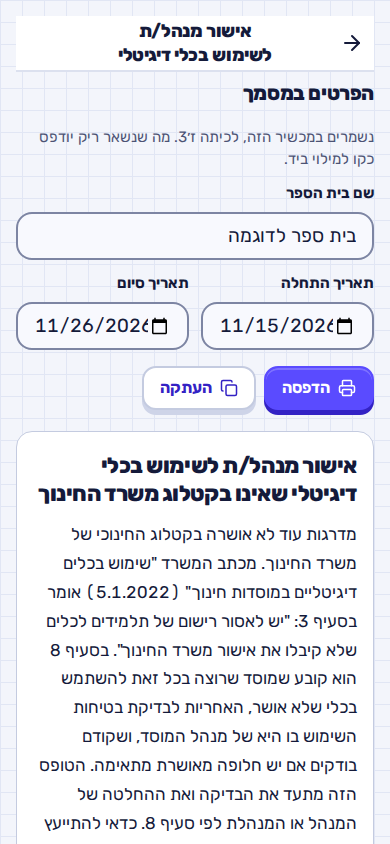 אישור מנהל/ת
לשימוש בכלי דיגיטלי
הפרטים במסמך
נשמרים במכשיר הזה, לכיתה ז׳3. מה שנשאר ריק יודפס
כקו למילוי ביד.
שם בית הספר
בית ספר לדוגמה
תאריך התחלה
תאריך סיום
11/15/2026
11/26/2026
הדפסה
העתקה
אישור מנהל/ת לשימוש בכלי
דיגיטלי שאינו בקטלוג משרד החינוך
מדרגות עוד לא אושרה בקטלוג החינוכי של
משרד החינוך. מכתב המשרד "שימוש בכלים
דיגיטליים במוסדות חינוך" (5.1.2022) אומר
בסעיף 3: "יש לאסור רישום של תלמידים לכלים
שלא קיבלו את אישור משרד החינוך". בסעיף 8
הוא קובע שמוסד שרוצה בכל זאת להשתמש
בכלי שלא אושר, האחריות לבדיקת בטיחות
השימוש בו היא של מנהל המוסד, ושקודם
בודקים אם יש חלופה מאושרת מתאימה. הטופס
הזה מתעד את הבדיקה ואת ההחלטה של
המנהל או המנהלת לפי סעיף 8. כדאי להתייעץ